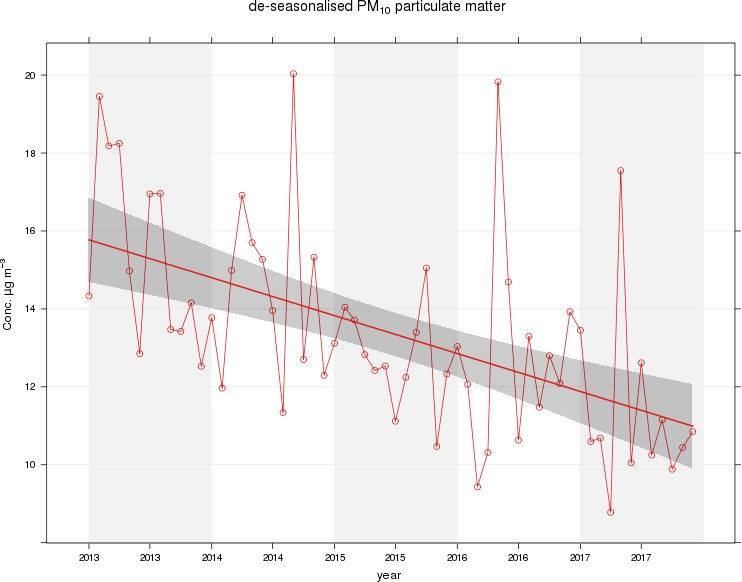 de-seasonalised PM₁₀ particulate matter
Conc. µg m⁻³
20
18
16
14
12
10
2013 2013 2014 2014 2015 2015 2016 2016 2017 2017
year